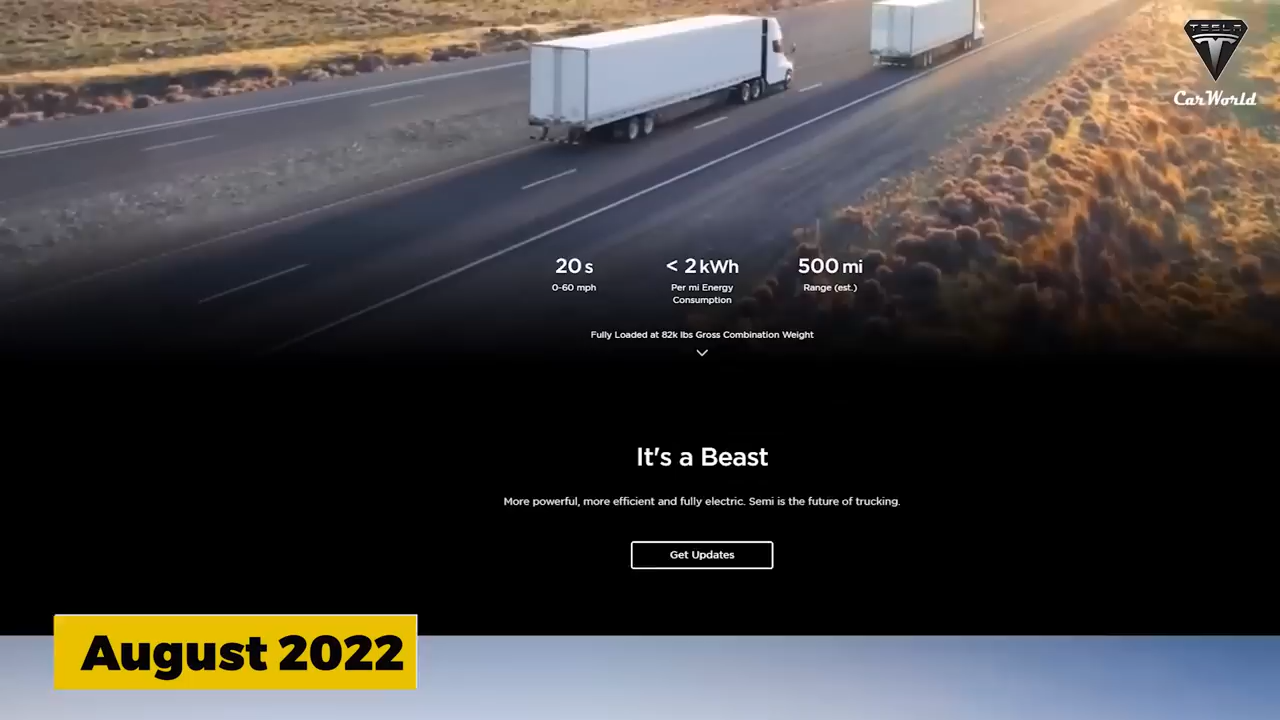 TESLA
CarWorld
20 s
< 2 kWh
500 mi
0-60 mph
Per mi Energy
Consumption
Range (est.)
Fully Loaded at 82k lbs Gross Combination Weight
It's a Beast
More powerful, more efficient and fully electric. Semi is the future of trucking.
Get Updates
August 2022